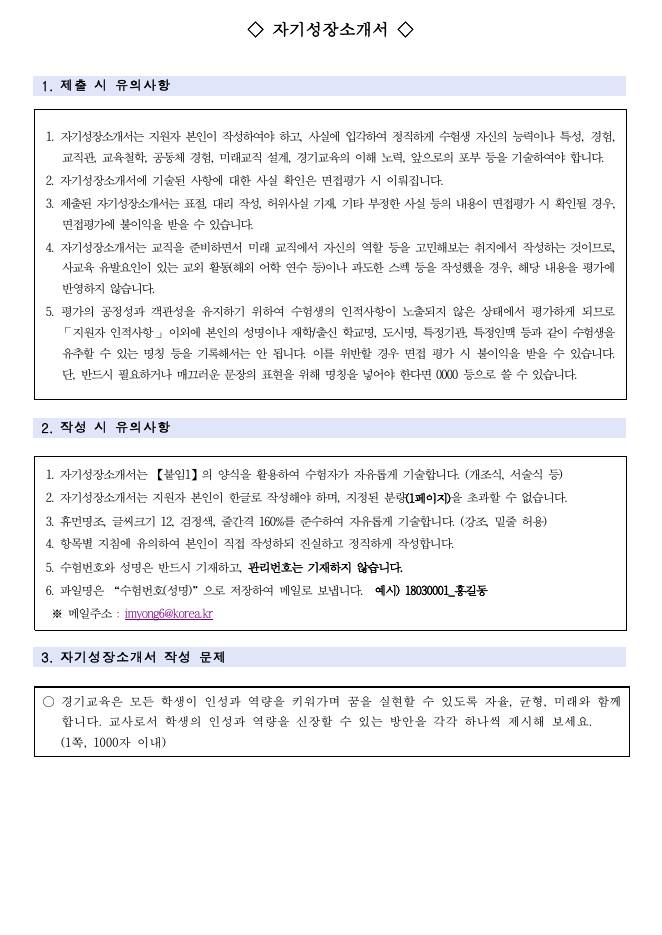 ◇ 자기성장소개서 ◇
1. 제출 시 유의사항
1. 자기성장소개서는 지원자 본인이 작성하여야 하고, 사실에 입각하여 정직하게 수험생 자신의 능력이나 특성, 경험,
교직관, 교육철학, 공동체 경험, 미래교직 설계, 경기교육의 이해 노력, 앞으로의 포부 등을 기술하여야 합니다.
2. 자기성장소개서에 기술된 사항에 대한 사실 확인은 면접평가 시 이뤄집니다.
3. 제출된 자기성장소개서는 표절, 대리 작성, 허위사실 기재, 기타 부정한 사실 등의 내용이 면접평가 시 확인될 경우,
면접평가에 불이익을 받을 수 있습니다.
4. 자기성장소개서는 교직을 준비하면서 미래 교직에서 자신의 역할 등을 고민해보는 취지에서 작성하는 것이므로,
사교육 유발요인이 있는 교외 활동(해외 어학 연수 등)이나 과도한 스펙 등을 작성했을 경우, 해당 내용을 평가에
반영하지 않습니다.
5. 평가의 공정성과 객관성을 유지하기 위하여 수험생의 인적사항이 노출되지 않은 상태에서 평가하게 되므로
「지원자 인적사항」 이외에 본인의 성명이나 재학/출신 학교명, 도시명, 특정기관, 특정인맥 등과 같이 수험생을
유추할 수 있는 명칭 등을 기록해서는 안 됩니다. 이를 위반할 경우 면접 평가 시 불이익을 받을 수 있습니다.
단, 반드시 필요하거나 매끄러운 문장의 표현을 위해 명칭을 넣어야 한다면 0000 등으로 쓸 수 있습니다.
2. 작성 시 유의사항
1. 자기성장소개서는 【붙임1】의 양식을 활용하여 수험자가 자유롭게 기술합니다. (개조식, 서술식 등)
2. 자기성장소개서는 지원자 본인이 한글로 작성해야 하며, 지정된 분량(1페이지)을 초과할 수 없습니다.
3. 휴먼명조, 글씨크기 12, 검정색, 줄간격 160%를 준수하여 자유롭게 기술합니다. (강조, 밑줄 허용)
4. 항목별 지침에 유의하여 본인이 직접 작성하되 진실하고 정직하게 작성합니다.
5. 수험번호와 성명은 반드시 기재하고, 관리번호는 기재하지 않습니다.
6. 파일명은 “수험번호(성명)”으로 저장하여 메일로 보냅니다. 예시) 18030001_홍길동
※ 메일주소 : imyong6@korea.kr
3. 자기성장소개서 작성 문제
○ 경기교육은 모든 학생이 인성과 역량을 키워가며 꿈을 실현할 수 있도록 자율, 균형, 미래와 함께
합니다. 교사로서 학생의 인성과 역량을 신장할 수 있는 방안을 각각 하나씩 제시해 보세요.
(1쪽, 1000자 이내)